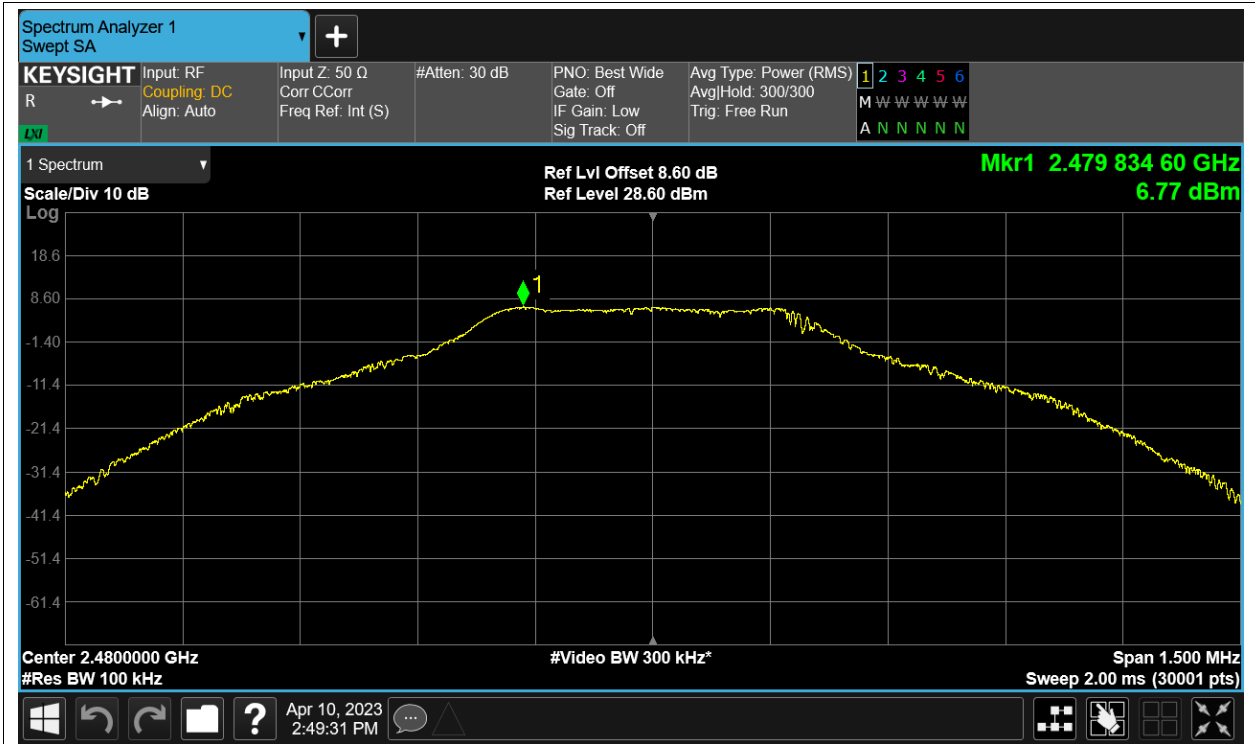 Spectrum Analyzer 1
Swept SA
KEYSIGHT
R
LXI
Input: RF
Coupling: DC
Align: Auto
Input Z: 50 Ω
Corr CCorr
Freq Ref: Int (S)
#Atten: 30 dB
PNO: Best Wide
Gate: Off
IF Gain: Low
Sig Track: Off
Avg Type: Power (RMS)
Avg|Hold: 300/300
Trig: Free Run
1 2 3 4 5 6
M W W W W W
A N N N N N
1 Spectrum
Scale/Div 10 dB
Ref Lvl Offset 8.60 dB
Ref Level 28.60 dBm
Mkr1 2.479 834 60 GHz
6.77 dBm
Log
18.6
8.60
-1.40
-11.4
-21.4
-31.4
-41.4
-51.4
-61.4
1
Center 2.4800000 GHz
#Res BW 100 kHz
#Video BW 300 kHz*
Span 1.500 MHz
Sweep 2.00 ms (30001 pts)
?
Apr 10, 2023
2:49:31 PM